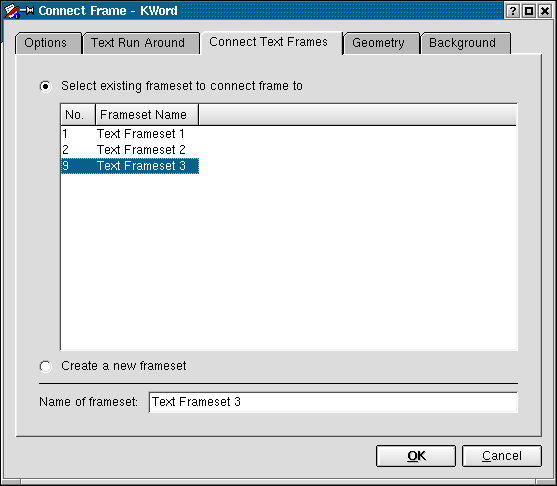 Connect Frame - KWord
Options Text Run Around Connect Text Frames Geometry Background
Select existing frameset to connect frame to
No. Frameset Name
1 Text Frameset 1
2 Text Frameset 2
9 Text Frameset 3
Create a new frameset
Name of frameset: Text Frameset 3
OK Cancel